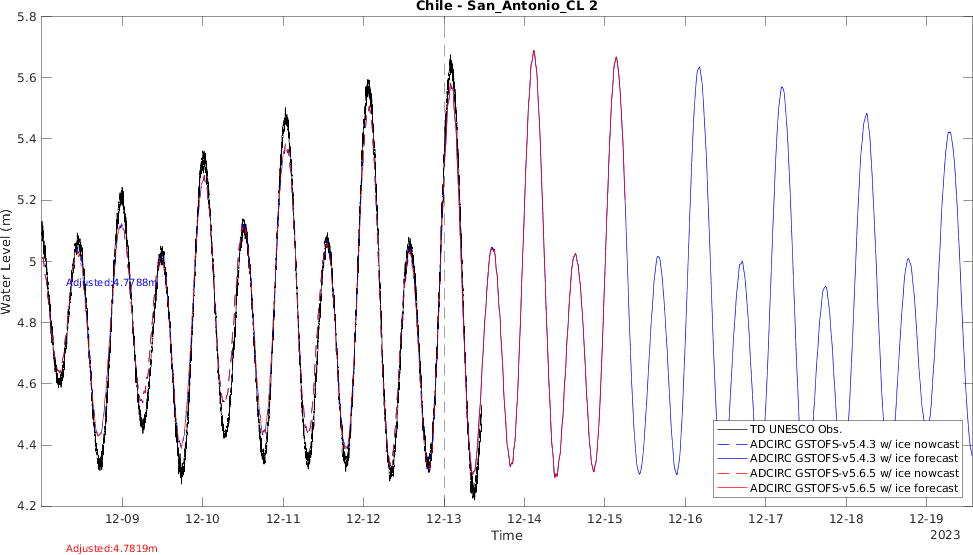 Chile - San_Antonio_CL 2
5.8
5.6
5.4
5.2
5
4.8
4.6
4.4
4.2
Water Level (m)
Adjusted:4.7788m
TD UNESCO Obs.
ADCIRC GSTOFS-v5.4.3 w/ ice nowcast
ADCIRC GSTOFS-v5.4.3 w/ ice forecast
ADCIRC GSTOFS-v5.6.5 w/ ice nowcast
ADCIRC GSTOFS-v5.6.5 w/ ice forecast
12-09 12-10 12-11 12-12 12-13 12-14 12-15 12-16 12-17 12-18 12-19
Time
2023
Adjusted:4.7819m